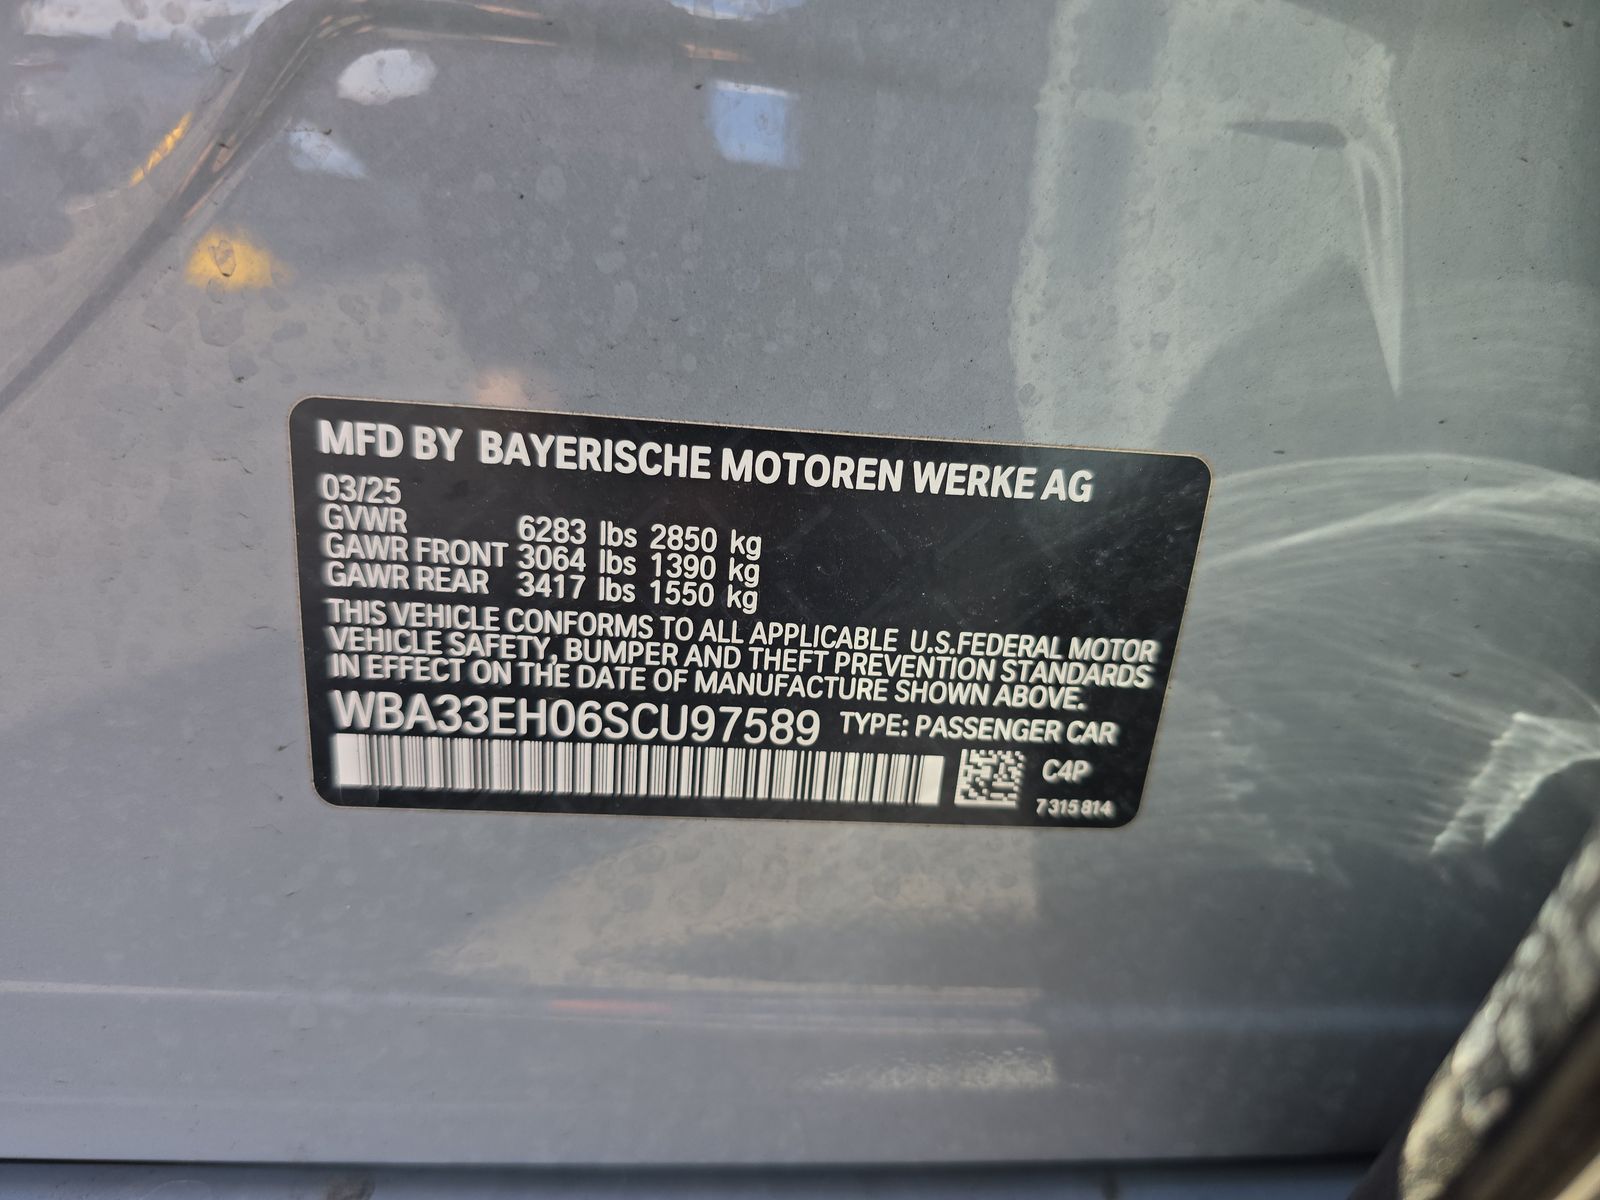 MFD BY BAYERISCHE MOTOREN WERKE AG
03/25
GVWR 6283 lbs 2850 kg
GAWR FRONT 3064 lbs 1390 kg
GAWR REAR 3417 lbs 1550 kg
THIS VEHICLE CONFORMS TO ALL APPLICABLE U.S.FEDERAL MOTOR
VEHICLE SAFETY, BUMPER AND THEFT PREVENTION STANDARDS
IN EFFECT ON THE DATE OF MANUFACTURE SHOWN ABOVE.
WBA33EH06SCU97589 TYPE: PASSENGER CAR
C4P
7 315 814